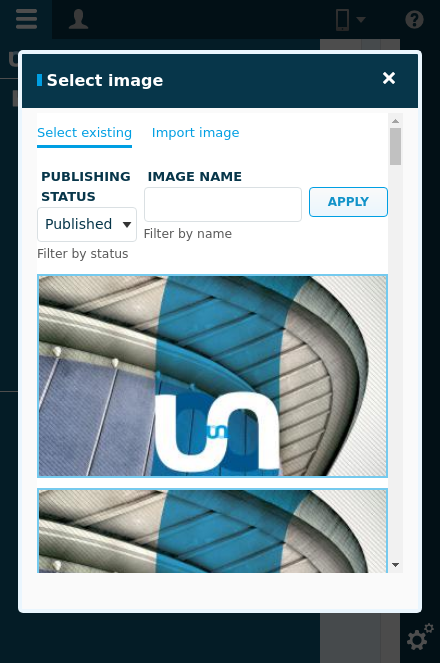 Select image
Select existing
Import image
PUBLISHING
STATUS
IMAGE NAME
Published
APPLY
Filter by name
Filter by status